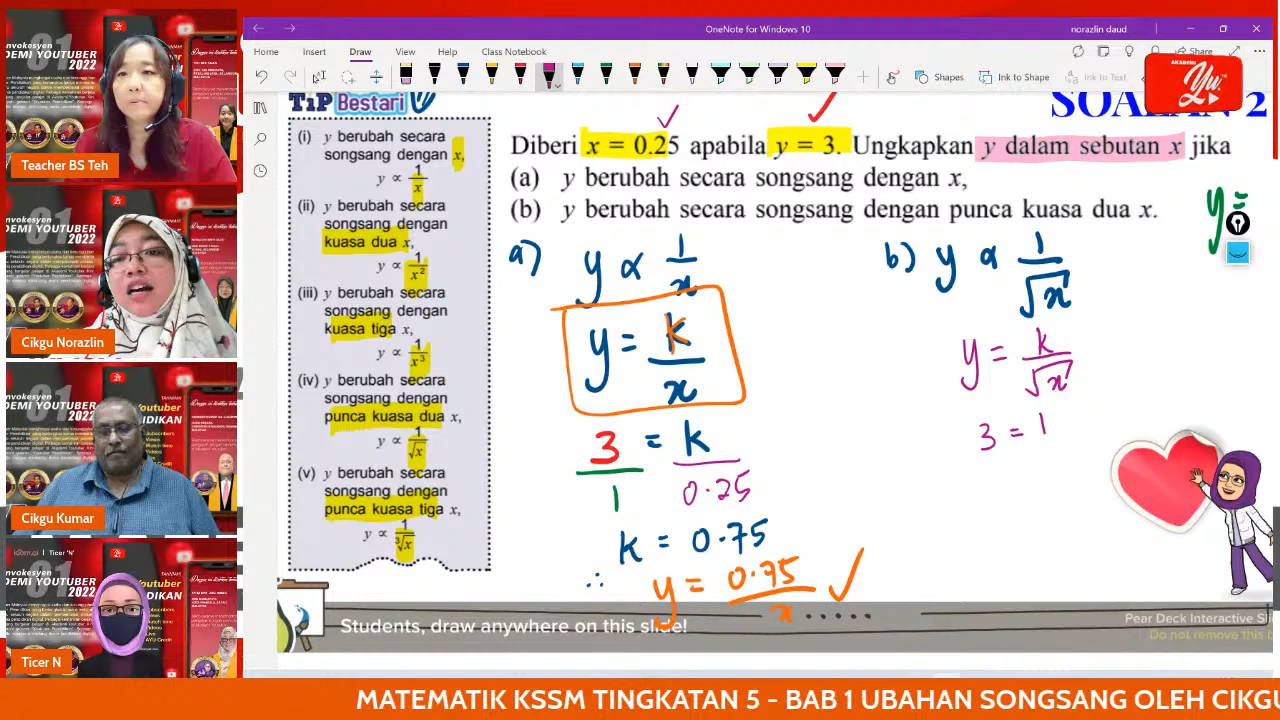 OneNote for Windows 10
norazlin daud
Home Insert Draw View Help Class Notebook
Share
Shapes
Ink to Shape
Ink to Text
AKADEMI
Yu
TiP Bestari
(i) y berubah secara
songsang dengan x,
y ∝ 1/x
(ii) y berubah secara
songsang dengan
kuasa dua x,
y ∝ 1/x²
(iii) y berubah secara
songsang dengan
kuasa tiga x,
y ∝ 1/x³
(iv) y berubah secara
songsang dengan
punca kuasa dua x,
y ∝ 1/√x
(v) y berubah secara
songsang dengan
punca kuasa tiga x,
y ∝ 1/∛x
SOALAN 2
Diberi x = 0.25 apabila y = 3. Ungkapkan y dalam sebutan x jika
(a) y berubah secara songsang dengan x,
(b) y berubah secara songsang dengan punca kuasa dua x.
y =
a) y ∝ 1/x
y = k/x
3/1 = k/0.25
k = 0.75
∴ y = 0.75/x
b) y ∝ 1/√x
y = k/√x
3 = 1
Students, draw anywhere on this slide!
Pear Deck Interactive Sl
Do not remove this b
nvokesyen
DEMI YOUTUBER
2022
Teacher BS Teh
Cikgu Norazlin
Cikgu Kumar
Ticer N
MATEMATIK KSSM TINGKATAN 5 - BAB 1 UBAHAN SONGSANG OLEH CIKGU